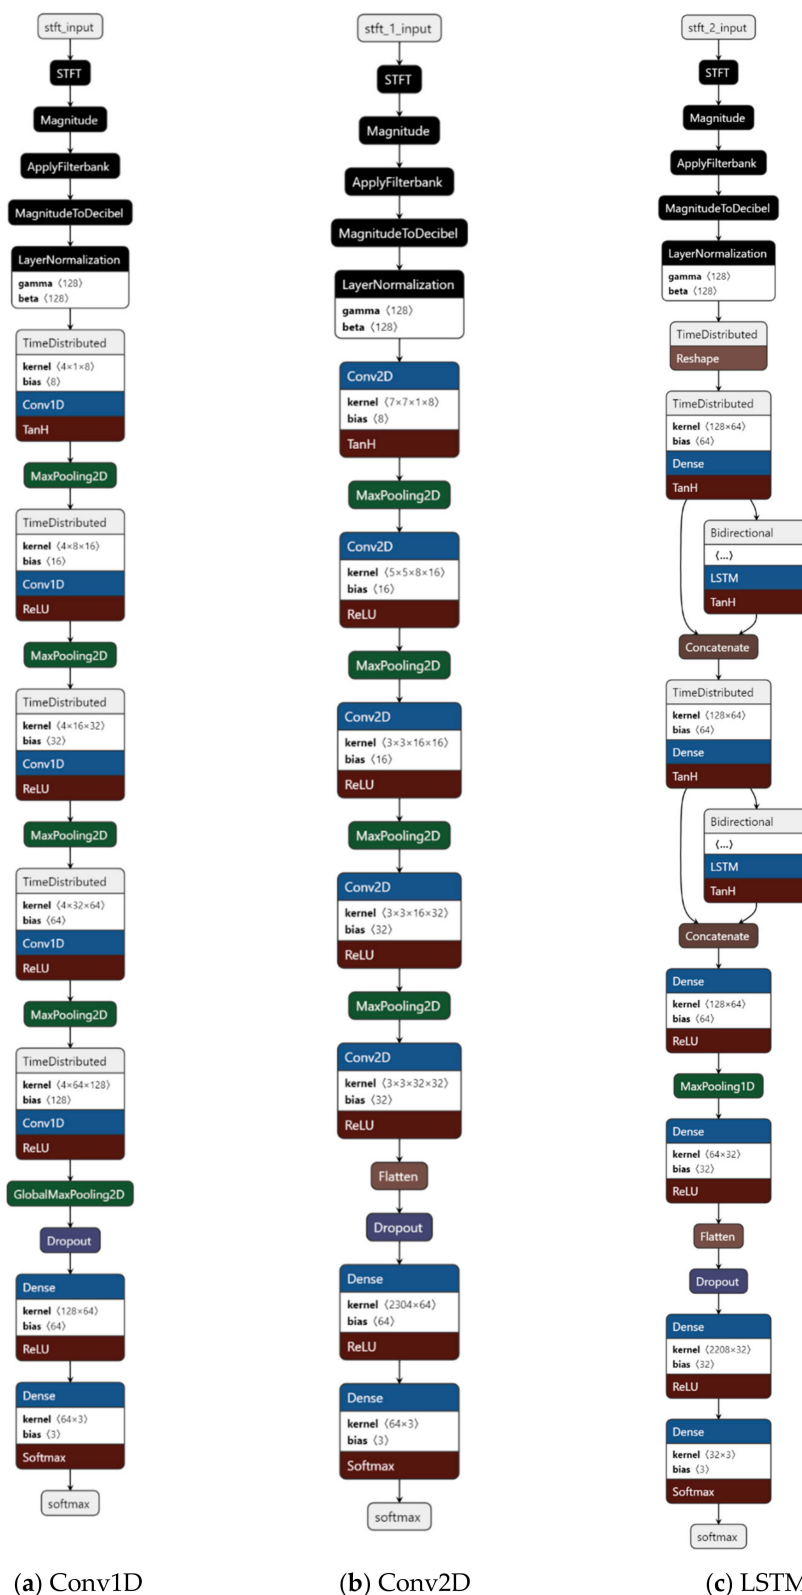 stft_input
STFT
Magnitude
ApplyFilterbank
MagnitudeToDecibel
LayerNormalization
gamma ⟨128⟩
beta ⟨128⟩
TimeDistributed
kernel ⟨4×1×8⟩
bias ⟨8⟩
Conv1D
TanH
MaxPooling2D
TimeDistributed
kernel ⟨4×8×16⟩
bias ⟨16⟩
Conv1D
ReLU
MaxPooling2D
TimeDistributed
kernel ⟨4×16×32⟩
bias ⟨32⟩
Conv1D
ReLU
MaxPooling2D
TimeDistributed
kernel ⟨4×32×64⟩
bias ⟨64⟩
Conv1D
ReLU
MaxPooling2D
TimeDistributed
kernel ⟨4×64×128⟩
bias ⟨128⟩
Conv1D
ReLU
GlobalMaxPooling2D
Dropout
Dense
kernel ⟨128×64⟩
bias ⟨64⟩
ReLU
Dense
kernel ⟨64×3⟩
bias ⟨3⟩
Softmax
softmax
(a) Conv1D
stft_1_input
STFT
Magnitude
ApplyFilterbank
MagnitudeToDecibel
LayerNormalization
gamma ⟨128⟩
beta ⟨128⟩
Conv2D
kernel ⟨7×7×1×8⟩
bias ⟨8⟩
TanH
MaxPooling2D
Conv2D
kernel ⟨5×5×8×16⟩
bias ⟨16⟩
ReLU
MaxPooling2D
Conv2D
kernel ⟨3×3×16×16⟩
bias ⟨16⟩
ReLU
MaxPooling2D
Conv2D
kernel ⟨3×3×16×32⟩
bias ⟨32⟩
ReLU
MaxPooling2D
Conv2D
kernel ⟨3×3×32×32⟩
bias ⟨32⟩
ReLU
Flatten
Dropout
Dense
kernel ⟨2304×64⟩
bias ⟨64⟩
ReLU
Dense
kernel ⟨64×3⟩
bias ⟨3⟩
Softmax
softmax
(b) Conv2D
stft_2_input
STFT
Magnitude
ApplyFilterbank
MagnitudeToDecibel
LayerNormalization
gamma ⟨128⟩
beta ⟨128⟩
TimeDistributed
Reshape
TimeDistributed
kernel ⟨128×64⟩
bias ⟨64⟩
Dense
TanH
Bidirectional
⟨...⟩
LSTM
TanH
Concatenate
TimeDistributed
kernel ⟨128×64⟩
bias ⟨64⟩
Dense
TanH
Bidirectional
⟨...⟩
LSTM
TanH
Concatenate
Dense
kernel ⟨128×64⟩
bias ⟨64⟩
ReLU
MaxPooling1D
Dense
kernel ⟨64×32⟩
bias ⟨32⟩
ReLU
Flatten
Dropout
Dense
kernel ⟨2208×32⟩
bias ⟨32⟩
ReLU
Dense
kernel ⟨32×3⟩
bias ⟨3⟩
Softmax
softmax
(c) LSTM